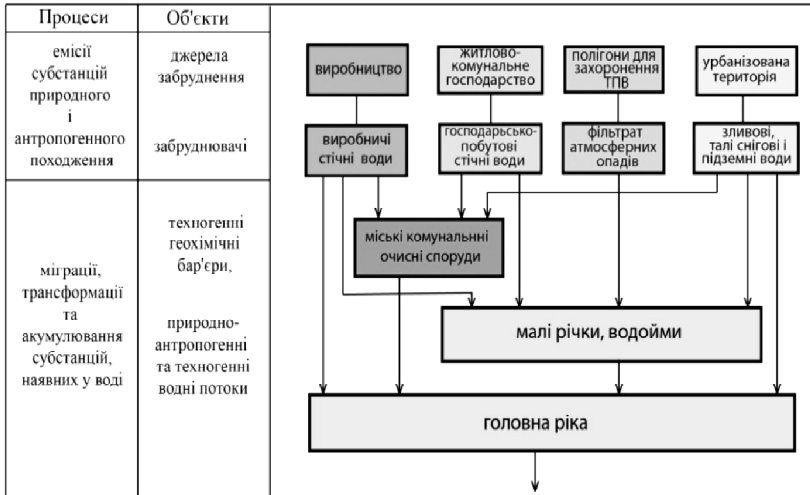 Процеси
Об'єкти
емісії
субстанцій
природного
і
антропогенного
походження
джерела
забруднення
забруднювачі
виробництво
житлово-
комунальне
господарство
полігони для
захоронення
ТПВ
урбанізована
територія
виробничі
стічні води
господарсько-
побутові
стічні води
фільтрат
атмосферних
опадів
зливові,
талі снігові і
підземні води
міграції,
трансформації
та
акумулювання
субстанцій,
наявних у воді
техногенні
геохімічні
бар'єри,
природно-
антропогенні
та техногенні
водні потоки
міські комунальнні
очисні споруди
малі річки, водойми
головна ріка